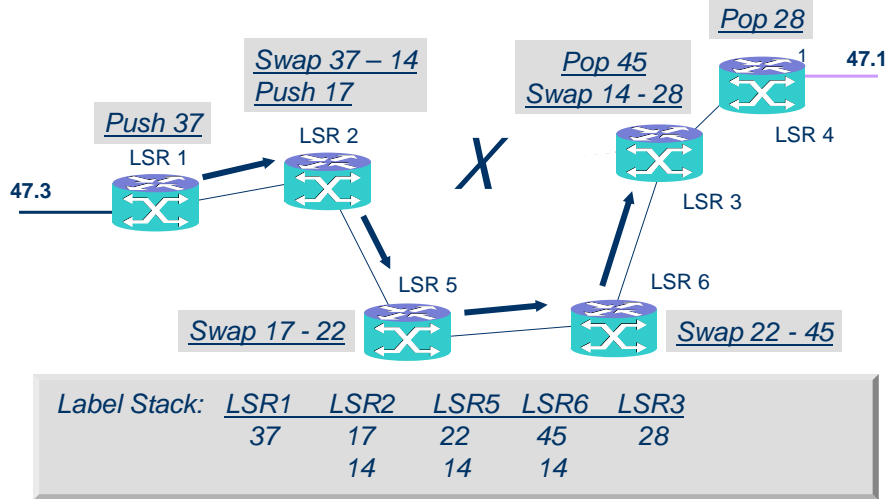 Pop 28
Swap 37 – 14
Push 17
Pop 45
Swap 14 - 28
1
47.1
Push 37
LSR 1
LSR 2
X
LSR 4
47.3
LSR 3
LSR 5
LSR 6
Swap 17 - 22
Swap 22 - 45
Label Stack: LSR1 LSR2 LSR5 LSR6 LSR3
37 17 22 45 28
14 14 14